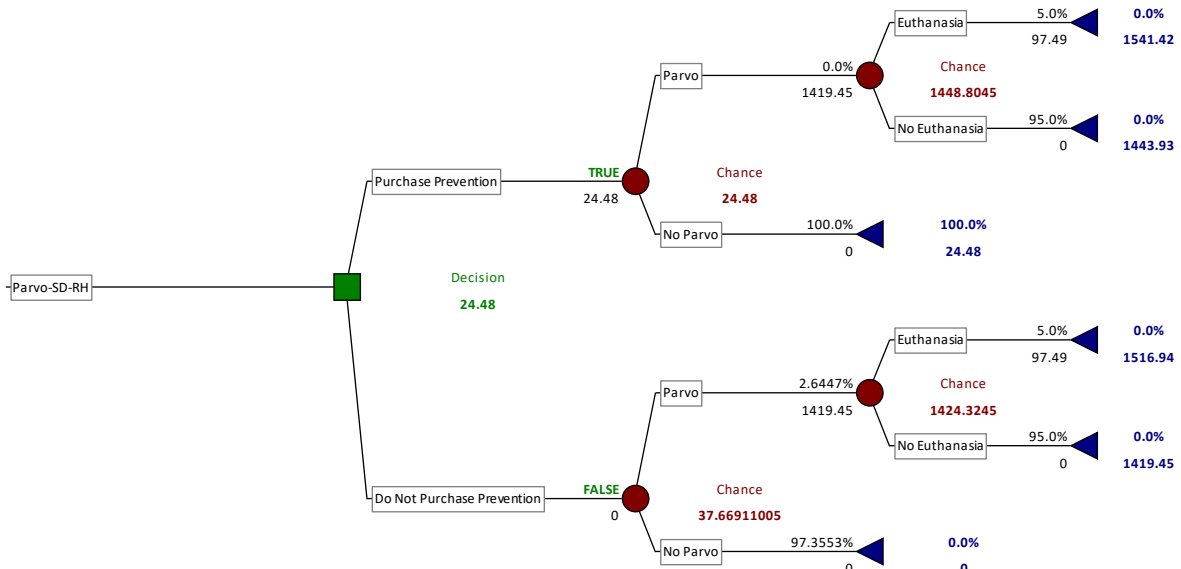 Euthanasia 5.0% 0.0%
97.49 1541.42
Parvo 0.0% Chance
1419.45 1448.8045
No Euthanasia 95.0% 0.0%
0 1443.93
Purchase Prevention TRUE Chance
24.48 24.48
No Parvo 100.0% 100.0%
0 24.48
Parvo-SD-RH Decision
24.48
Euthanasia 5.0% 0.0%
97.49 1516.94
Parvo 2.6447% Chance
1419.45 1424.3245
No Euthanasia 95.0% 0.0%
0 1419.45
Do Not Purchase Prevention FALSE Chance
0 37.66911005
No Parvo 97.3553% 0.0%
0 0